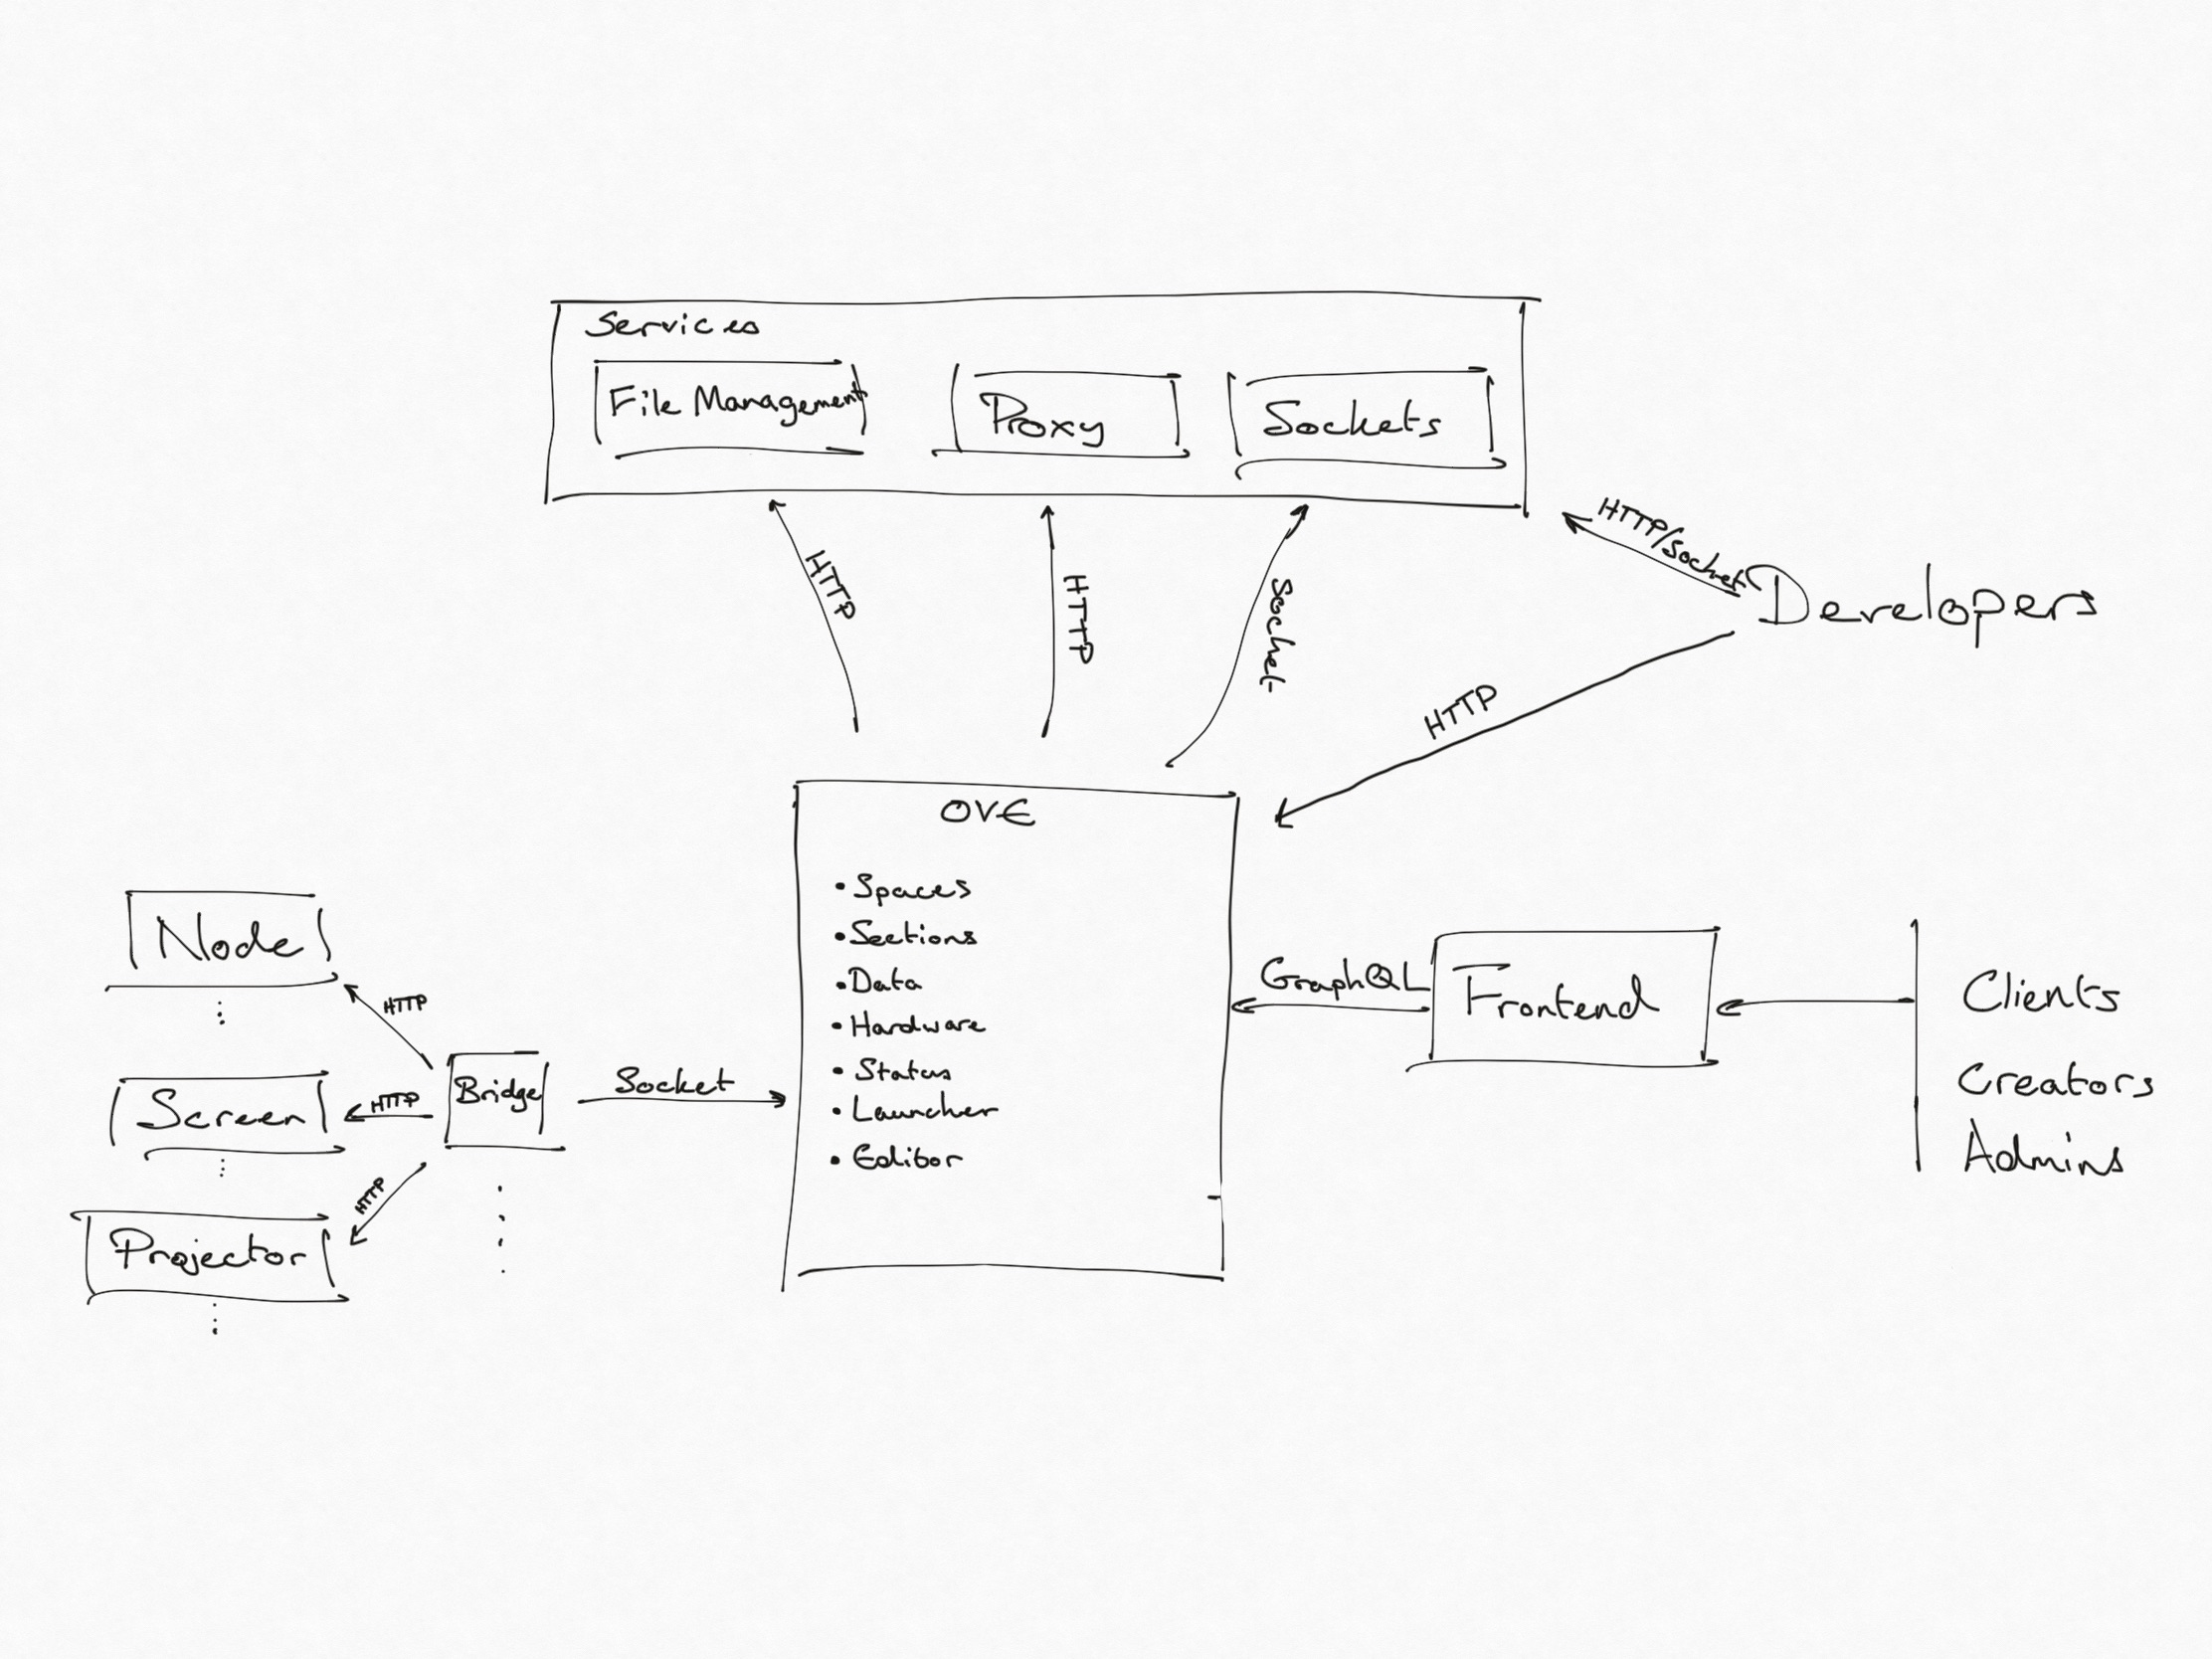 Services
File Management
Proxy
Sockets
HTTP
HTTP
Socket
HTTP/Socket
Developers
HTTP
OVE
• Spaces
• Sections
• Data
• Hardware
• Status
• Launcher
• Editor
Node
HTTP
Screen
HTTP
Bridge
Socket
Projector
HTTP
GraphQL
Frontend
Clients
Creators
Admins